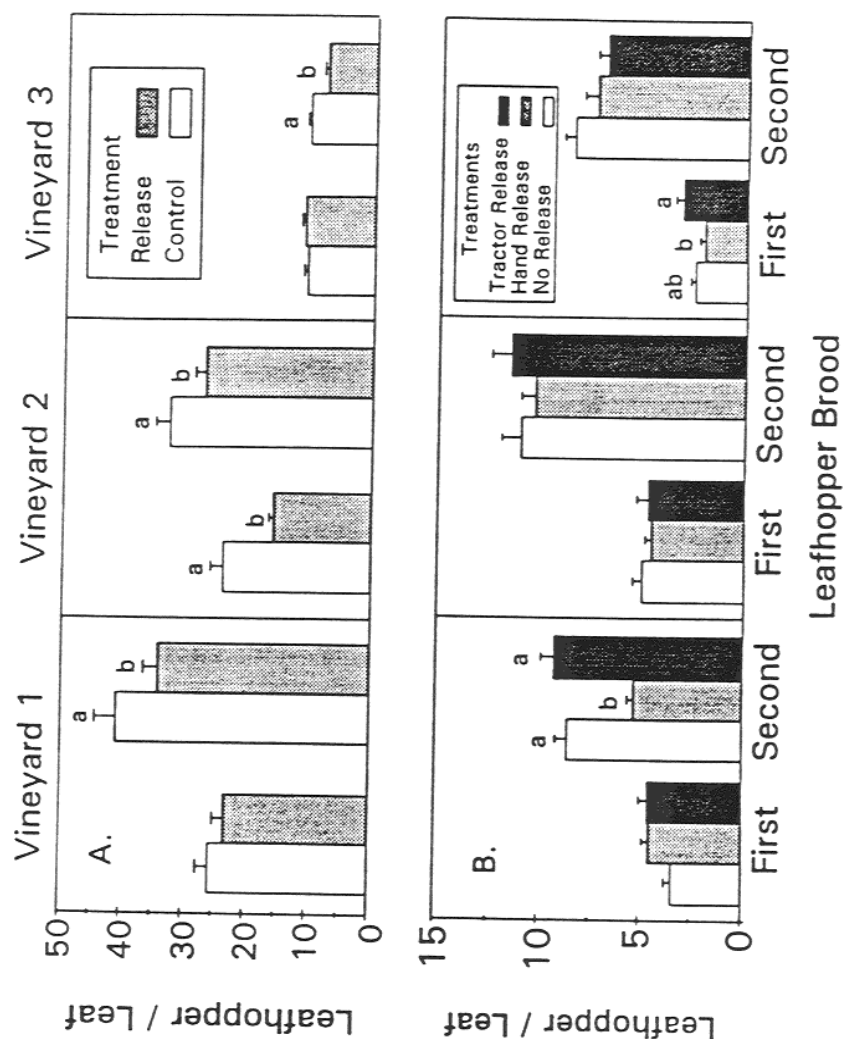 Vineyard 1 Vineyard 2 Vineyard 3
A.
Treatment
Release
Control
a b a b a b a b
50
40
30
20
10
0
Leafhopper / Leaf
B.
Treatments
Tractor Release
Hand Release
No Release
a b a ab b a
15
10
5
0
Leafhopper / Leaf
First Second First Second First Second
Leafhopper Brood